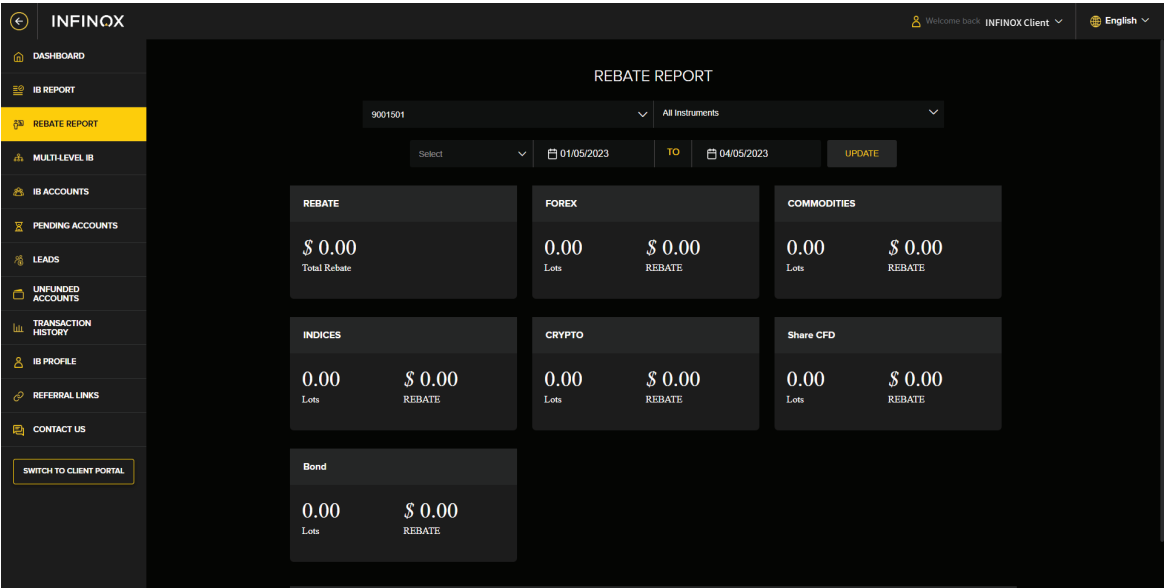 INFINOX
Welcome back INFINOX Client
English
DASHBOARD
IB REPORT
REBATE REPORT
MULTI-LEVEL IB
IB ACCOUNTS
PENDING ACCOUNTS
LEADS
UNFUNDED
ACCOUNTS
TRANSACTION
HISTORY
IB PROFILE
REFERRAL LINKS
CONTACT US
SWITCH TO CLIENT PORTAL
REBATE REPORT
9001501
All Instruments
Select
01/05/2023
TO
04/05/2023
UPDATE
REBATE
$ 0.00
Total Rebate
FOREX
0.00 $ 0.00
Lots REBATE
COMMODITIES
0.00 $ 0.00
Lots REBATE
INDICES
0.00 $ 0.00
Lots REBATE
CRYPTO
0.00 $ 0.00
Lots REBATE
Share CFD
0.00 $ 0.00
Lots REBATE
Bond
0.00 $ 0.00
Lots REBATE